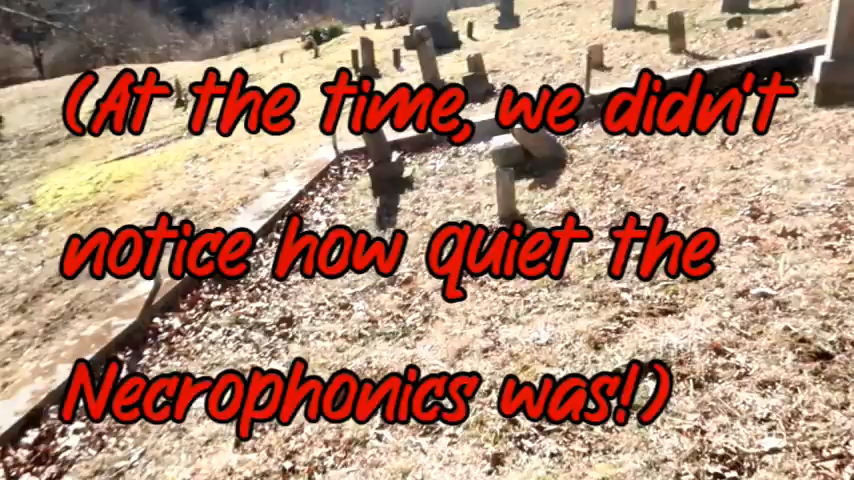 (At the time, we didn't
notice how quiet the
Necrophonics was!)